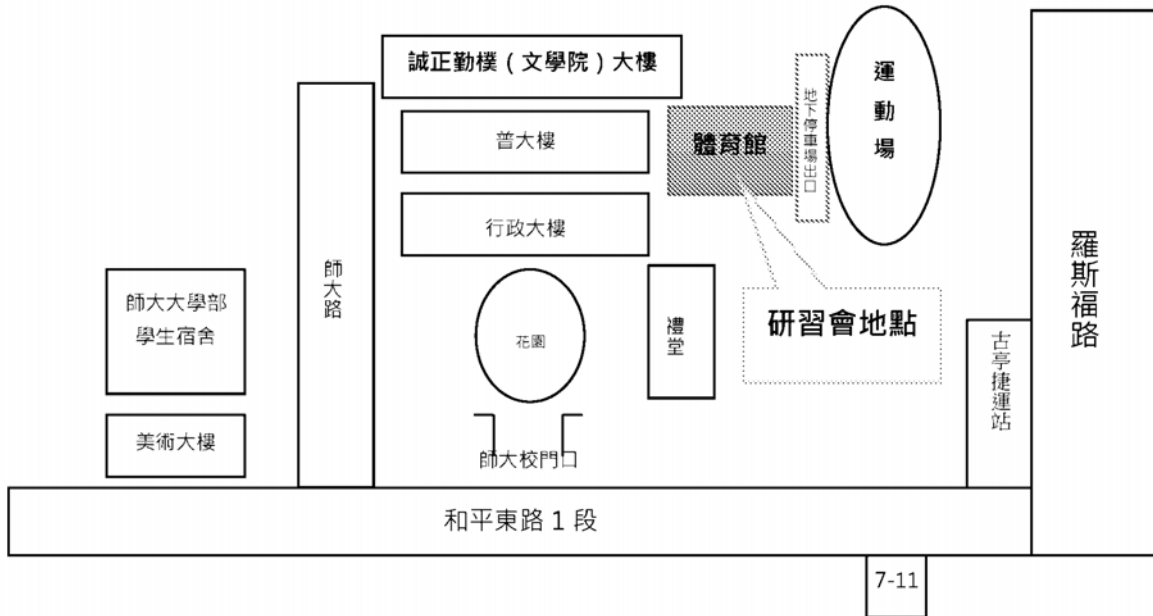 誠正勤樸（文學院）大樓
運動場
地下停車場出口
普大樓
體育館
行政大樓
師大路
羅斯福路
師大大學部
學生宿舍
花園
禮堂
研習會地點
古亭捷運站
美術大樓
師大校門口
和平東路 1 段
7-11